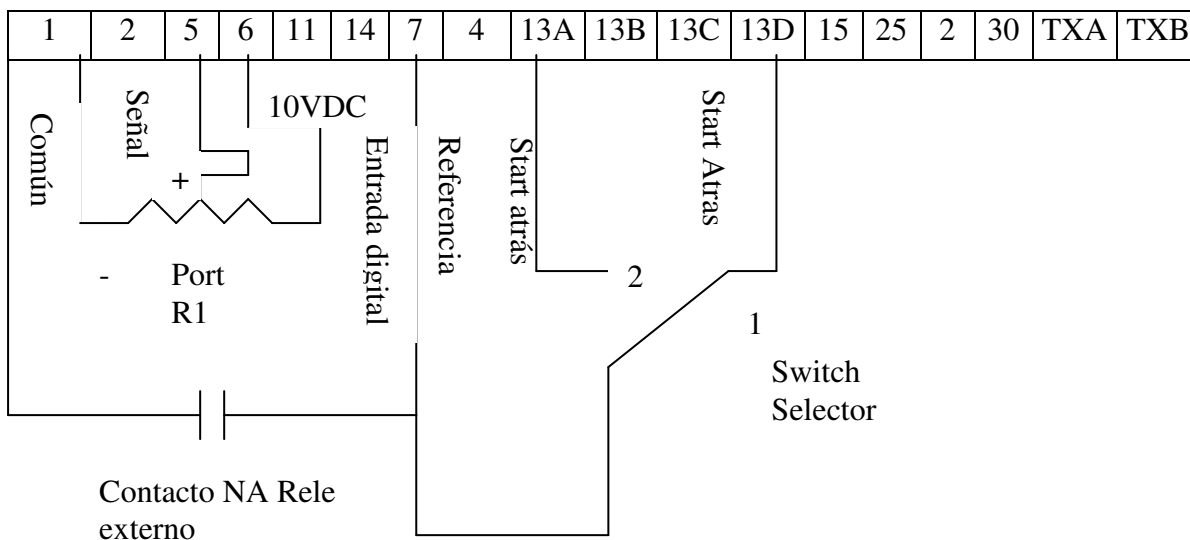 1 2 5 6 11 14 7 4 13A 13B 13C 13D 15 25 2 30 TXA TXB
Común
Señal
10VDC
+
-
Port
R1
Entrada digital
Referencia
Start atrás
Start Atras
2
1
Switch
Selector
Contacto NA Rele
externo